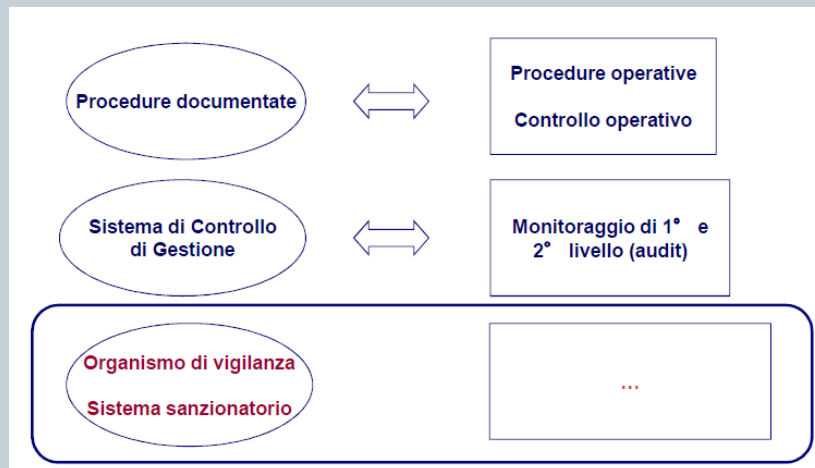 Procedure documentate
Procedure operative
Controllo operativo
Sistema di Controllo
di Gestione
Monitoraggio di 1° e
2° livello (audit)
Organismo di vigilanza
Sistema sanzionatorio
...